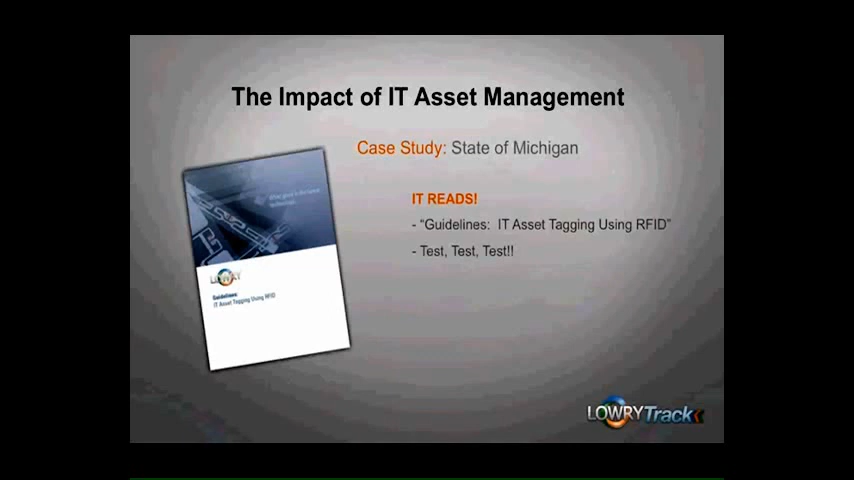 The Impact of IT Asset Management
Case Study: State of Michigan
IT READS!
- “Guidelines:  IT Asset Tagging Using RFID”
- Test, Test, Test!!
LOWRY
Guidelines
IT Asset Tagging Using RFID
LOWRYTrack